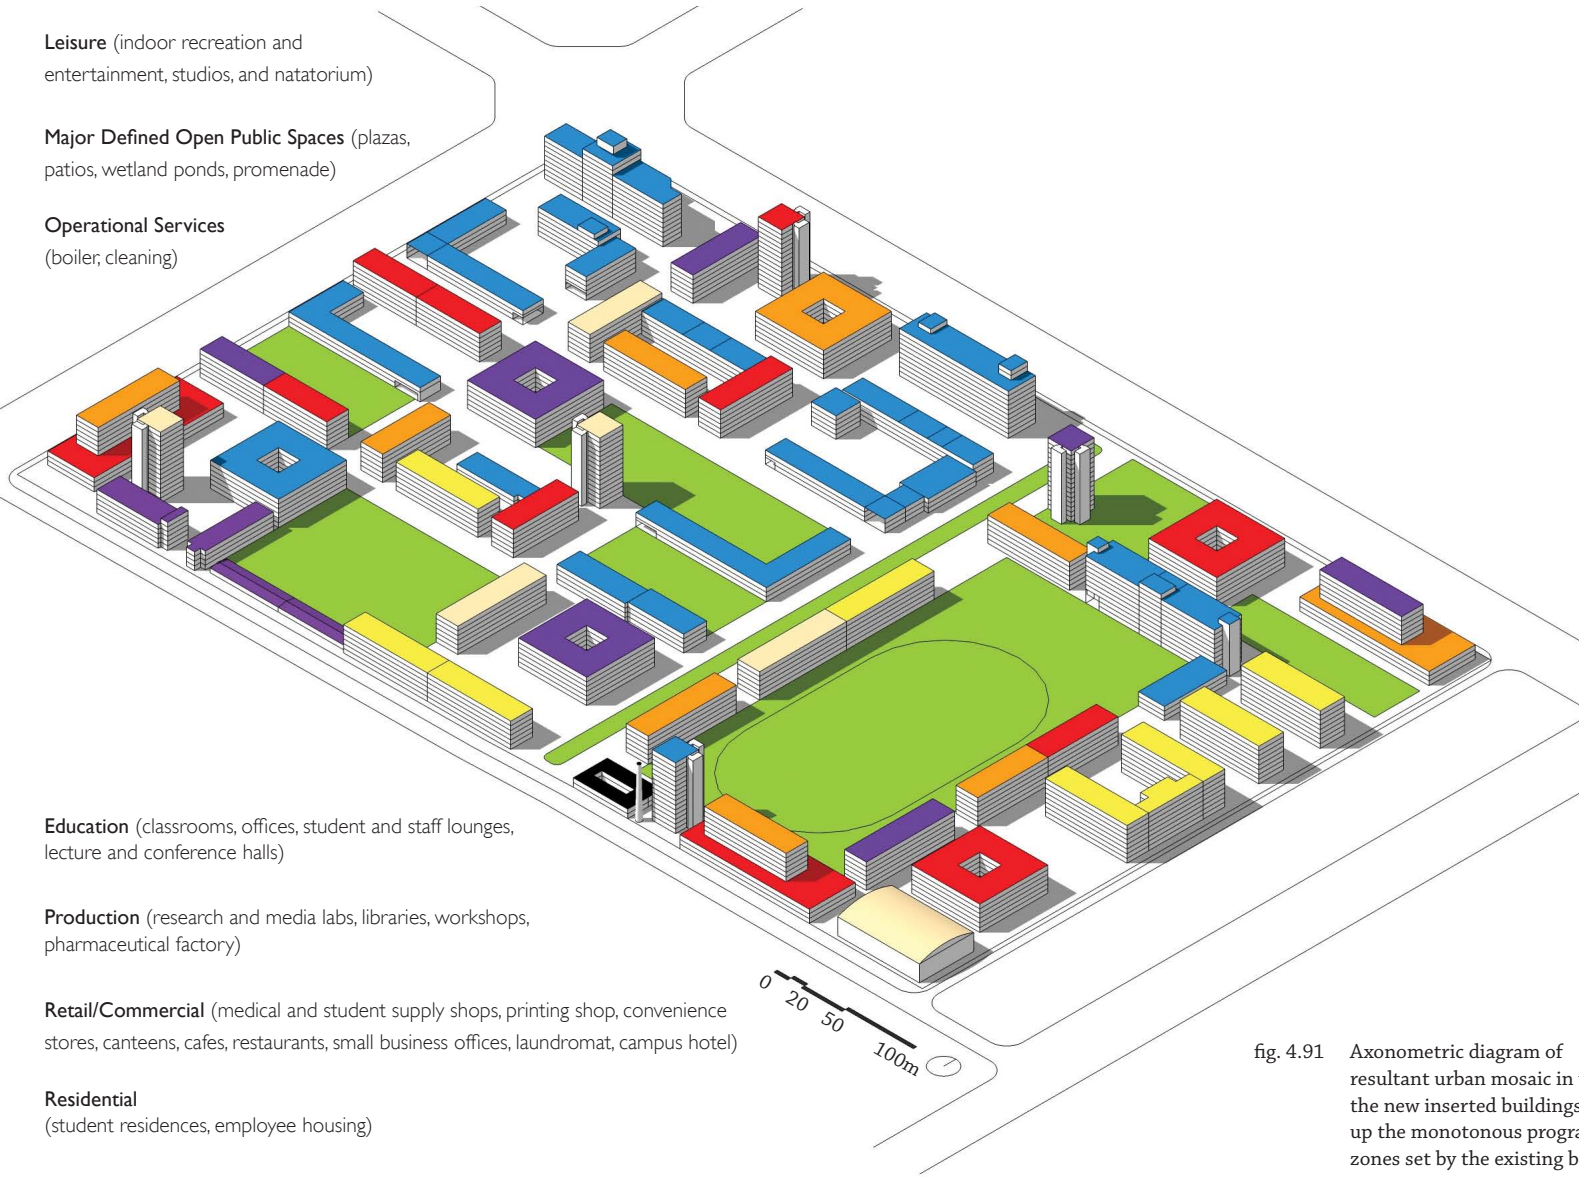 Leisure (indoor recreation and
entertainment, studios, and natatorium)
Major Defined Open Public Spaces (plazas,
patios, wetland ponds, promenade)
Operational Services
(boiler, cleaning)
Education (classrooms, offices, student and staff lounges,
lecture and conference halls)
Production (research and media labs, libraries, workshops,
pharmaceutical factory)
Retail/Commercial (medical and student supply shops, printing shop, convenience
stores, canteens, cafes, restaurants, small business offices, laundromat, campus hotel)
Residential
(student residences, employee housing)
0 20 50 100m
fig. 4.91 Axonometric diagram of
resultant urban mosaic in
the new inserted buildings
up the monotonous
zones set by the existing